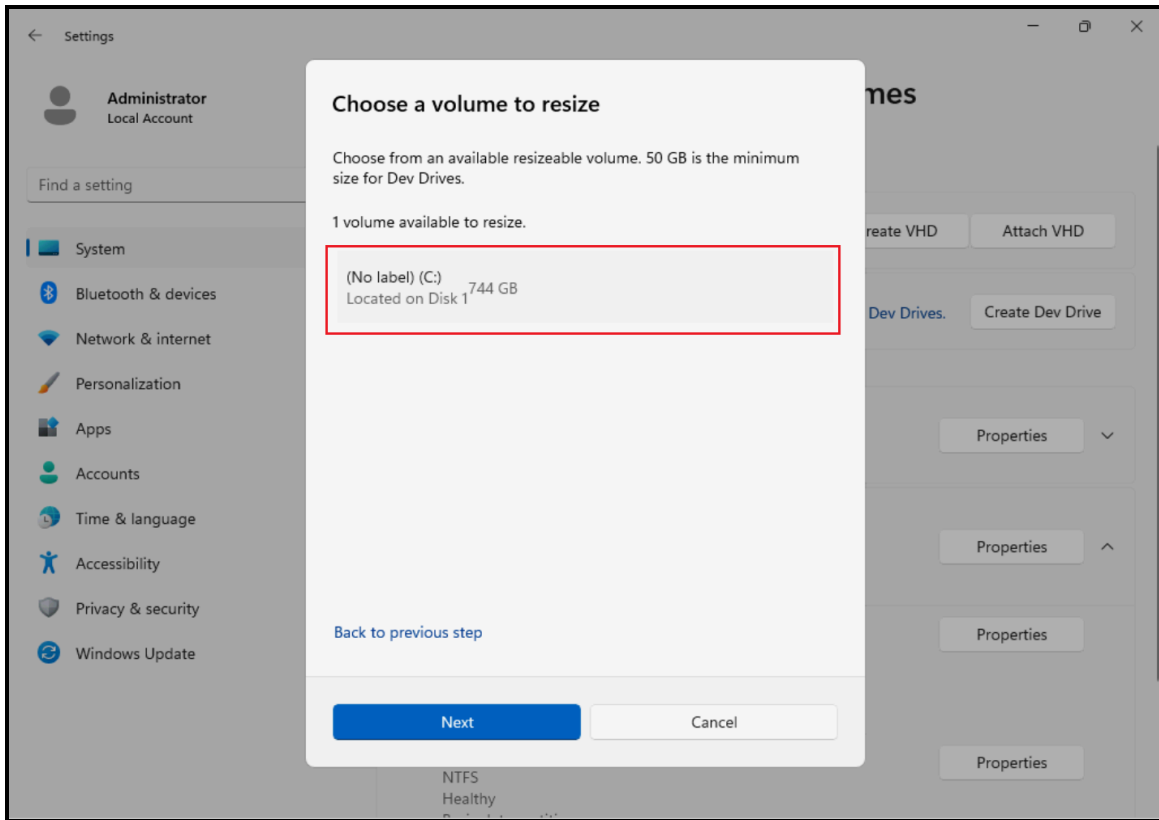 Settings
Administrator
Local Account
Find a setting
System
Bluetooth & devices
Network & internet
Personalization
Apps
Accounts
Time & language
Accessibility
Privacy & security
Windows Update
Choose a volume to resize
Choose from an available resizeable volume. 50 GB is the minimum
size for Dev Drives.
1 volume available to resize.
(No label) (C:)
Located on Disk 1
744 GB
Back to previous step
Next
Cancel
Attach VHD
Dev Drives.
Create Dev Drive
Properties
Properties
Properties
Properties
NTFS
Healthy